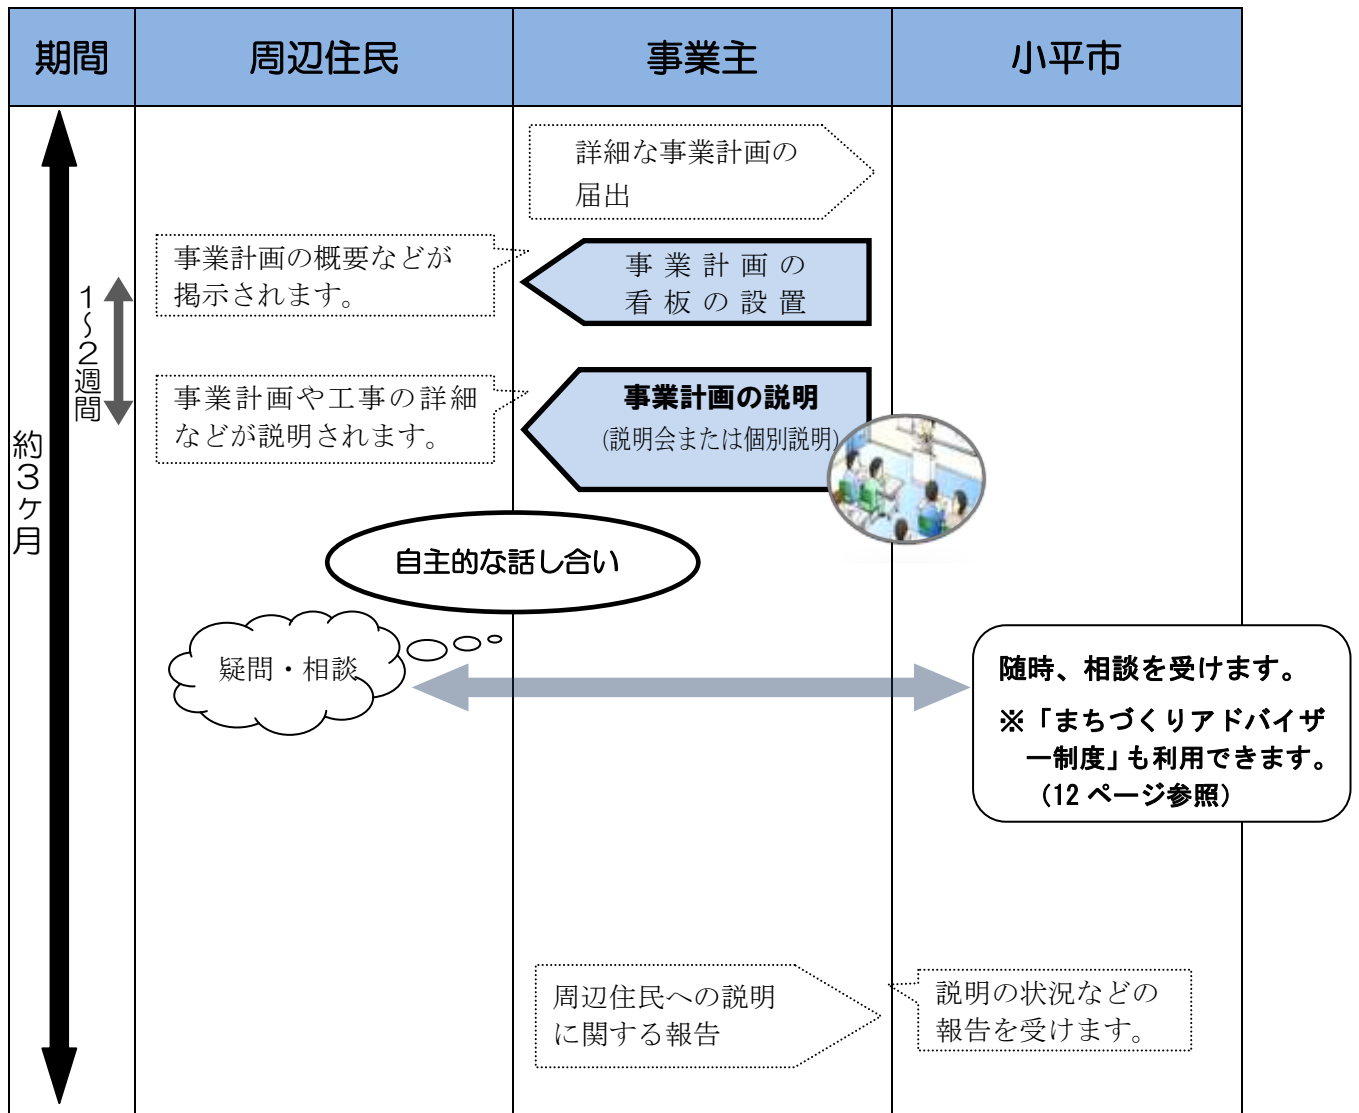 期間
周辺住民
事業主
小平市
詳細な事業計画の
届出
事業計画の概要などが
掲示されます。
事業計画の
看板の設置
1～2週間
事業計画や工事の詳細
などが説明されます。
事業計画の説明
(説明会または個別説明)
約3ヶ月
自主的な話し合い
疑問・相談
随時、相談を受けます。
※「まちづくりアドバイザ
ー制度」も利用できます。
(12 ページ参照)
周辺住民への説明
に関する報告
説明の状況などの
報告を受けます。